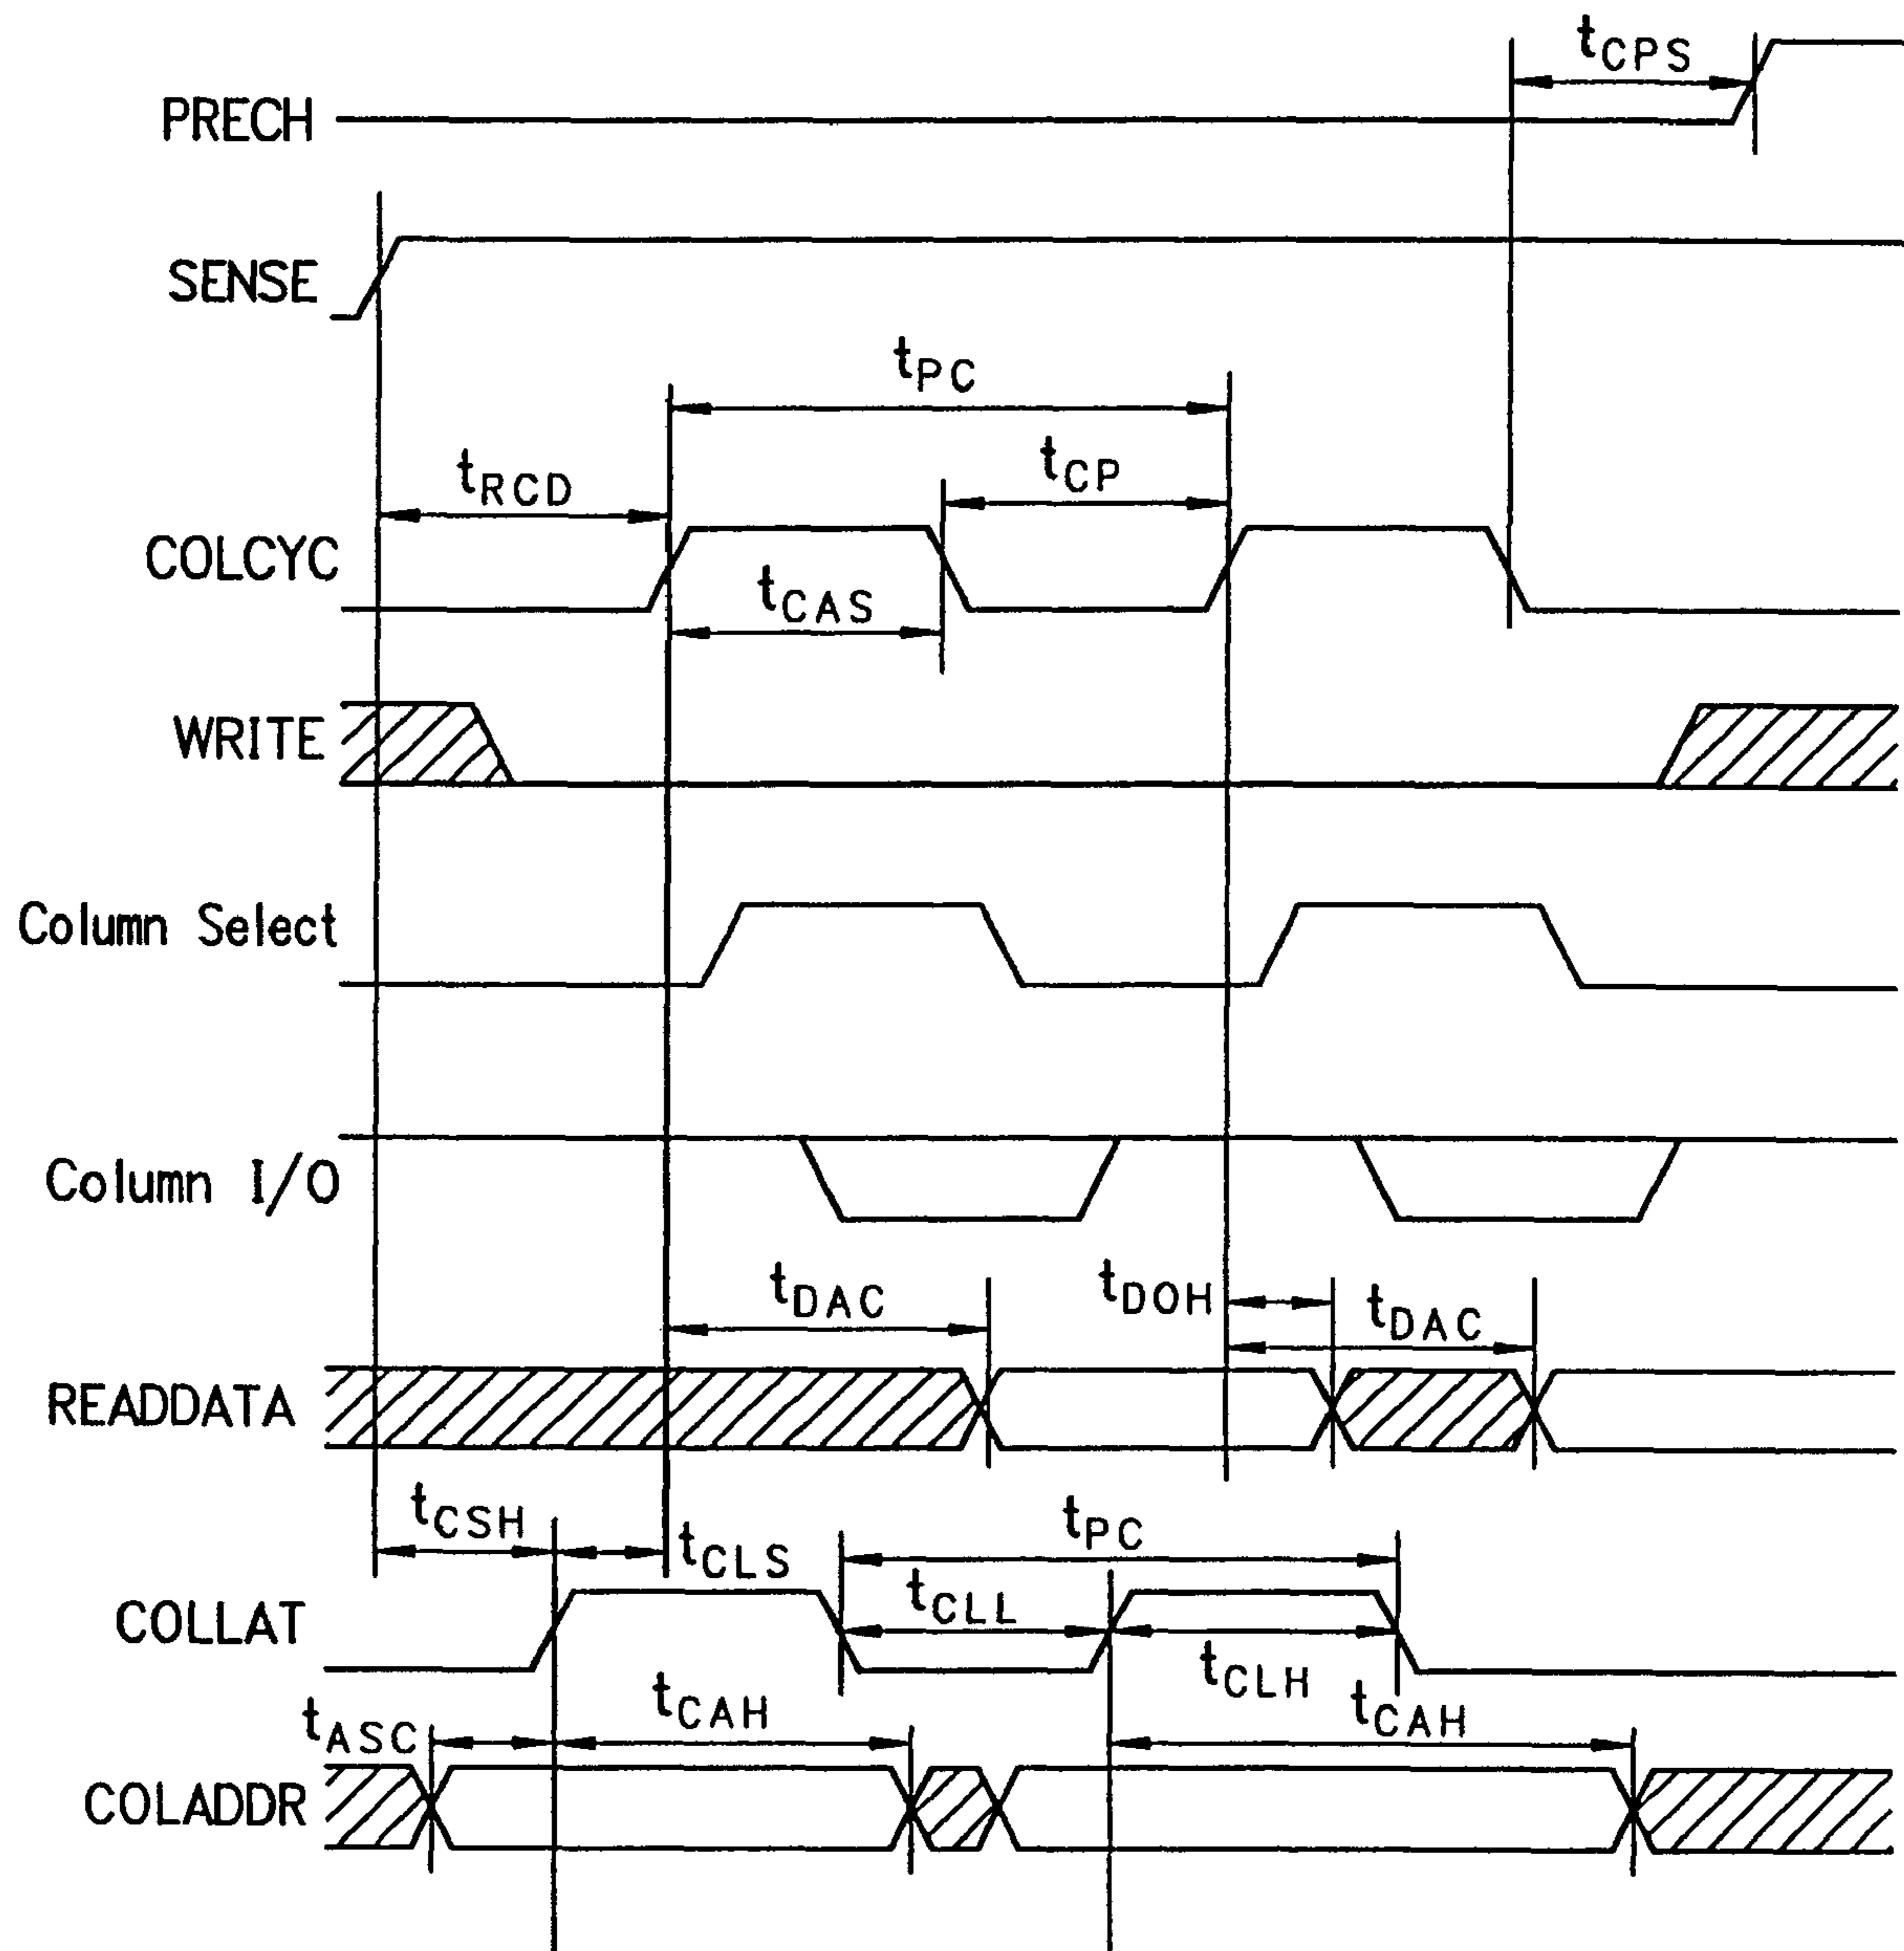 tCPS
PRECH
SENSE
tPC
tRCD
tCP
COLCYC
tCAS
WRITE
Column Select
Column I/O
tDAC
tDOH
tDAC
READDATA
tCSH
tCLS
tPC
tCLL
COLLAT
tCLH
tASC
tCAH
tCAH
COLADDR